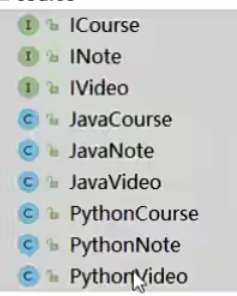 I ICourse
I INote
I IVideo
C JavaCourse
C JavaNote
C JavaVideo
C PythonCourse
C PythonNote
C PythonVideo